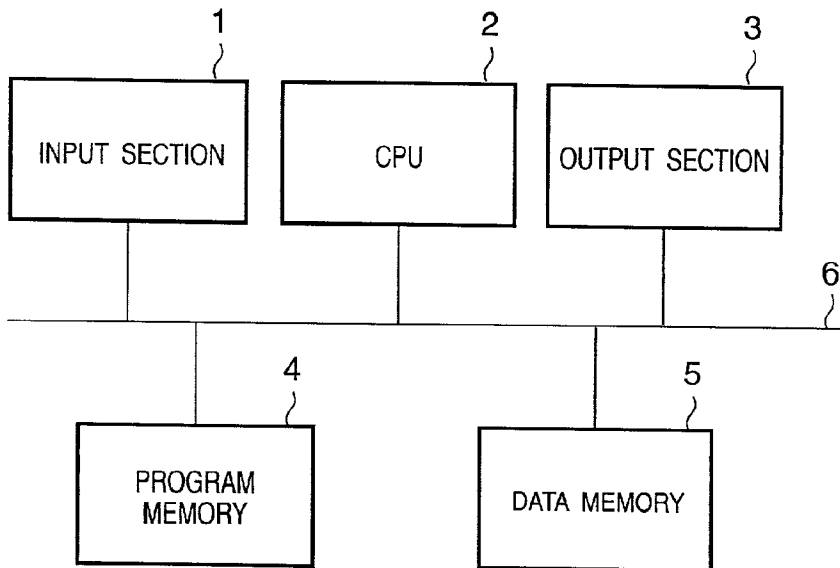 1
2
3
INPUT SECTION
CPU
OUTPUT SECTION
6
4
5
PROGRAM
MEMORY
DATA MEMORY